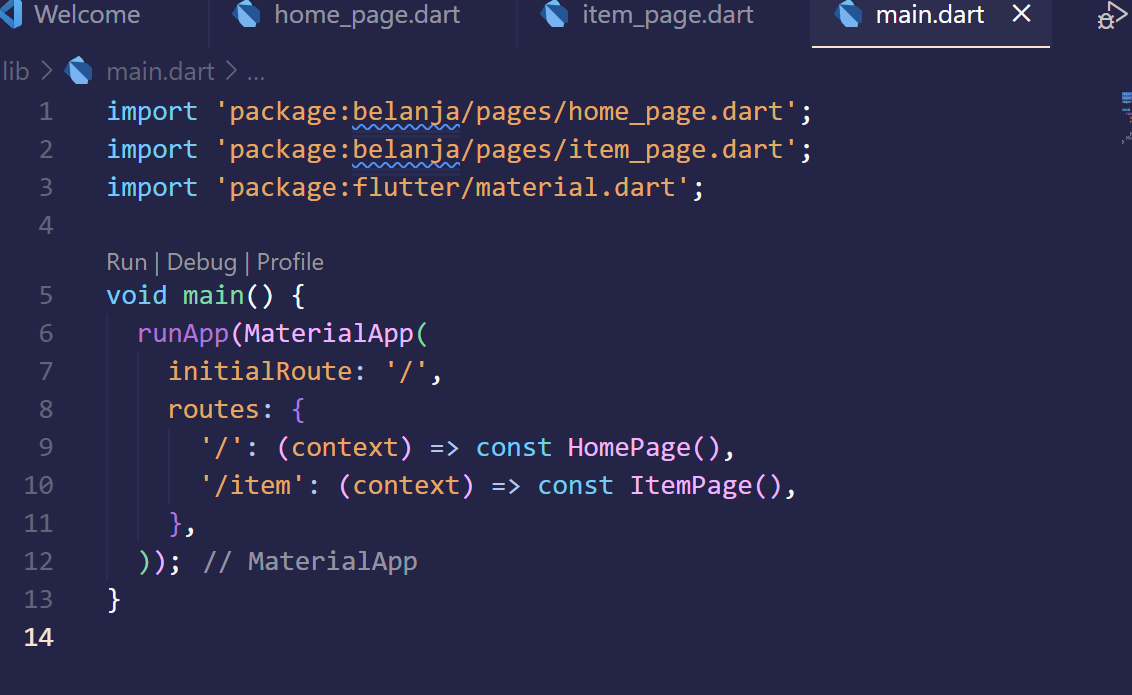 Welcome home_page.dart item_page.dart main.dart
lib > main.dart > ...
1 import 'package:belanja/pages/home_page.dart';
2 import 'package:belanja/pages/item_page.dart';
3 import 'package:flutter/material.dart';
4
Run | Debug | Profile
5 void main() {
6 runApp(MaterialApp(
7 initialRoute: '/',
8 routes: {
9 '/': (context) => const HomePage(),
10 '/item': (context) => const ItemPage(),
11 },
12 )); // MaterialApp
13 }
14